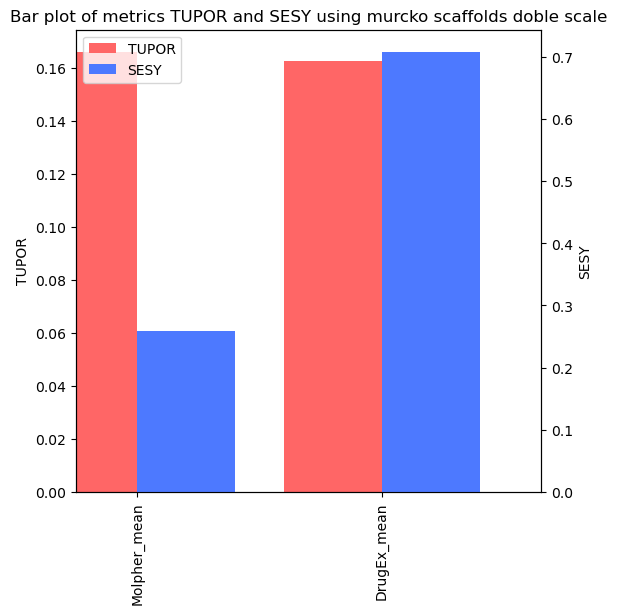 Bar plot of metrics TUPOR and SESY using murcko scaffolds doble scale
TUPOR
SESY
0.16
0.14
0.12
0.10
0.08
0.06
0.04
0.02
0.00
TUPOR
0.7
0.6
0.5
0.4
0.3
0.2
0.1
0.0
SESY
Molpher_mean
DrugEx_mean